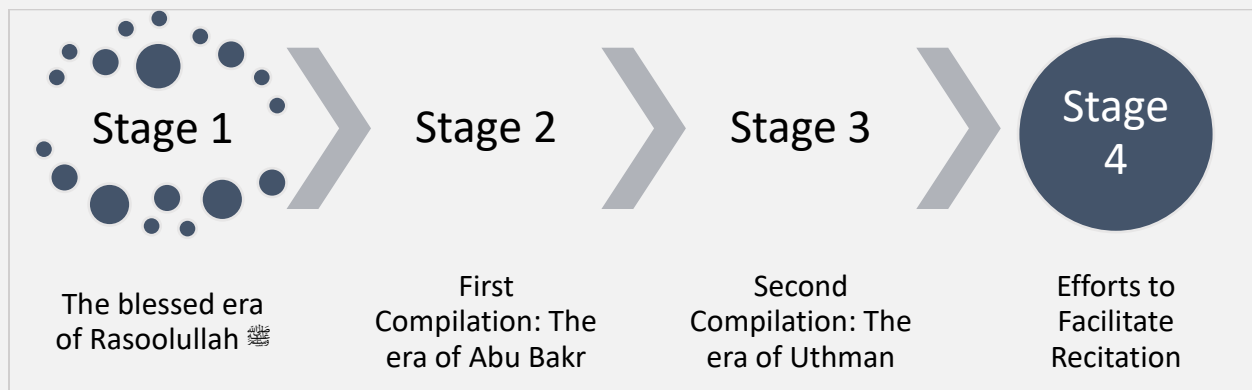 Stage 1
Stage 2
Stage 3
Stage
4
The blessed era
of Rasoolullah ﷺ
First
Compilation: The
era of Abu Bakr
Second
Compilation: The
era of Uthman
Efforts to
Facilitate
Recitation